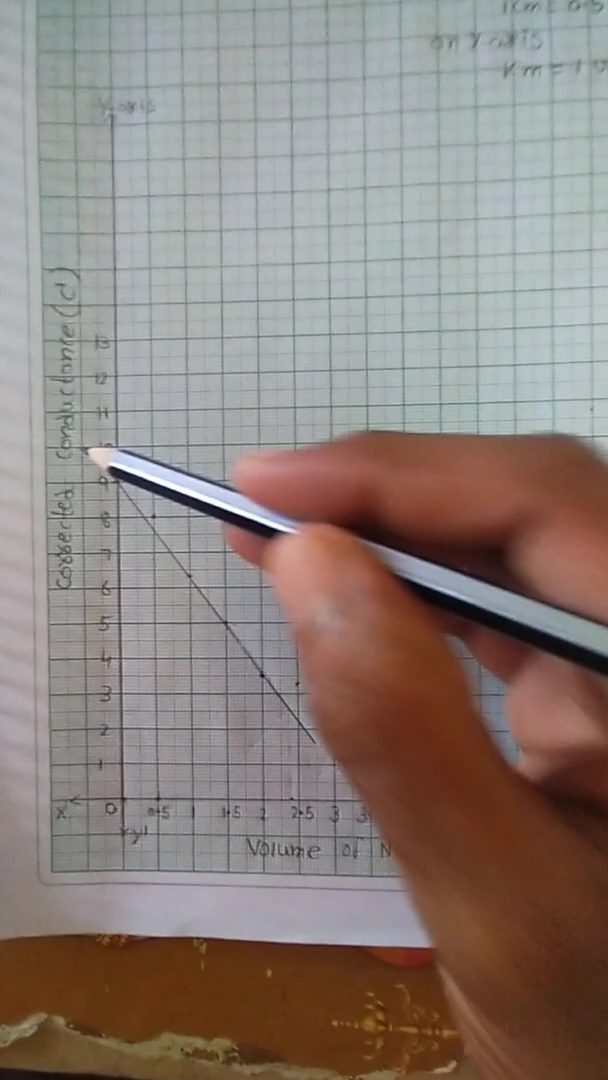 on Y axis
Y-axis
Corrected conductance (C)
13
12
11
9
8
7
6
5
4
3
2
1
X' 0 0.5 1 1.5 2 2.5 3
Y'
Volume of N